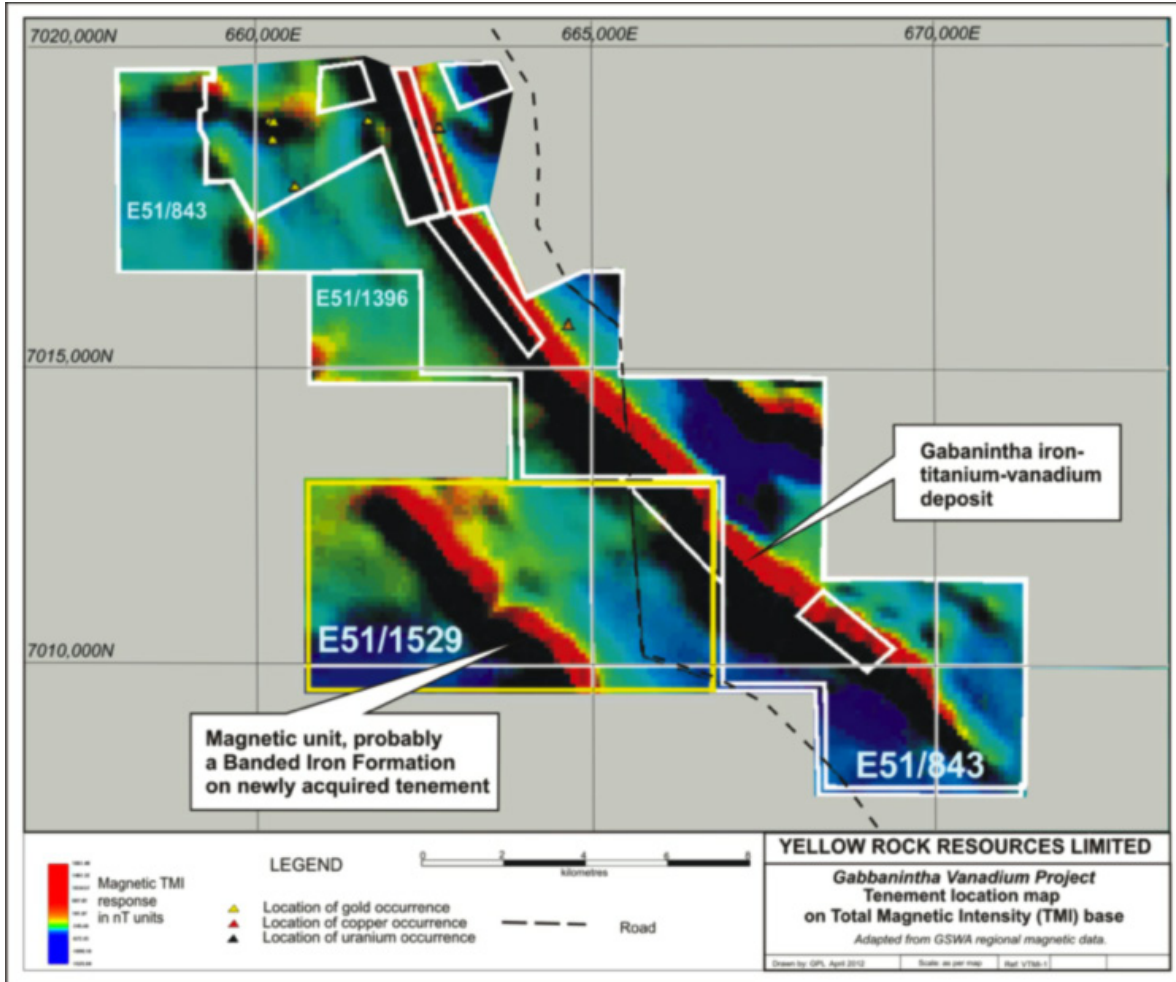 660,000E 665,000E 670,000E
7020,000N
E51/843
E51/1396
7015,000N
Gabanintha iron-
titanium-vanadium
deposit
E51/1529
7010,000N
Magnetic unit, probably
a Banded Iron Formation
on newly acquired tenement
E51/843
Magnetic TMI
response
in nT units
LEGEND
0 2 4 6 8
kilometres
Location of gold occurrence
Location of copper occurrence
Location of uranium occurrence
Road
YELLOW ROCK RESOURCES LIMITED
Gabbanintha Vanadium Project
Tenement location map
on Total Magnetic Intensity (TMI) base
Adapted from GSWA regional magnetic data.
Drawn by: GPL April 2012 Scale: as per map Ref: VTMI-1